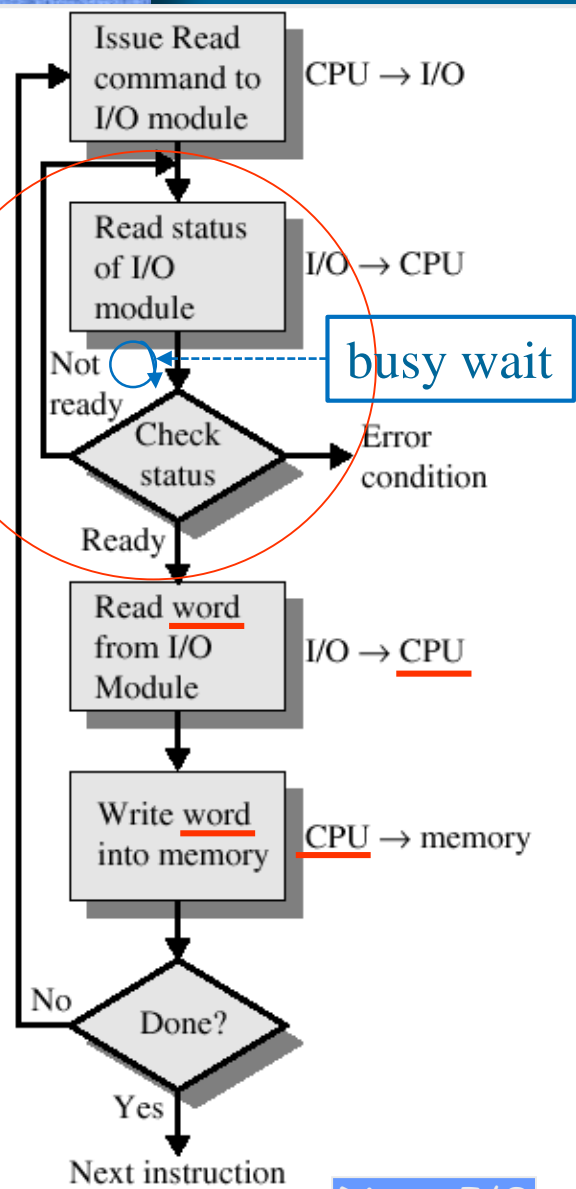 Issue Read
command to
I/O module
CPU → I/O
Read status
of I/O
module
I/O → CPU
busy wait
Not
ready
Check
status
Error
condition
Ready
Read word
from I/O
Module
I/O → CPU
Write word
into memory
CPU → memory
No
Done?
Yes
Next instruction